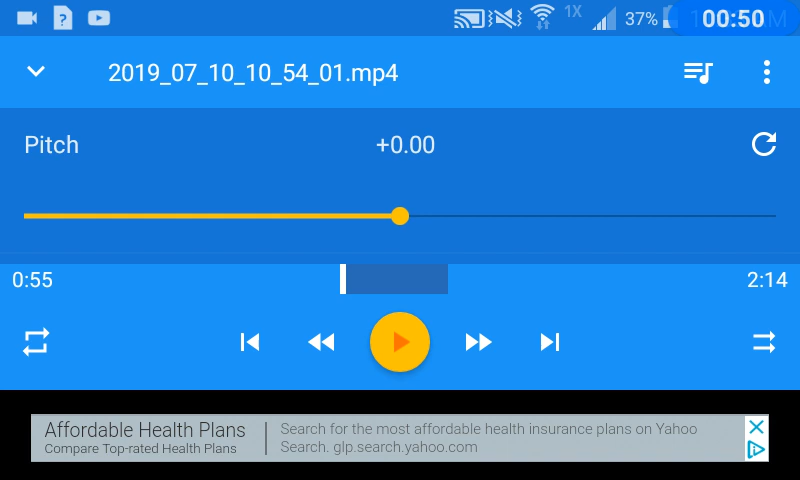 1X 37% 00:50
2019_07_10_10_54_01.mp4
Pitch +0.00
0:55 2:14
Affordable Health Plans
Compare Top-rated Health Plans
Search for the most affordable health insurance plans on Yahoo
Search. glp.search.yahoo.com